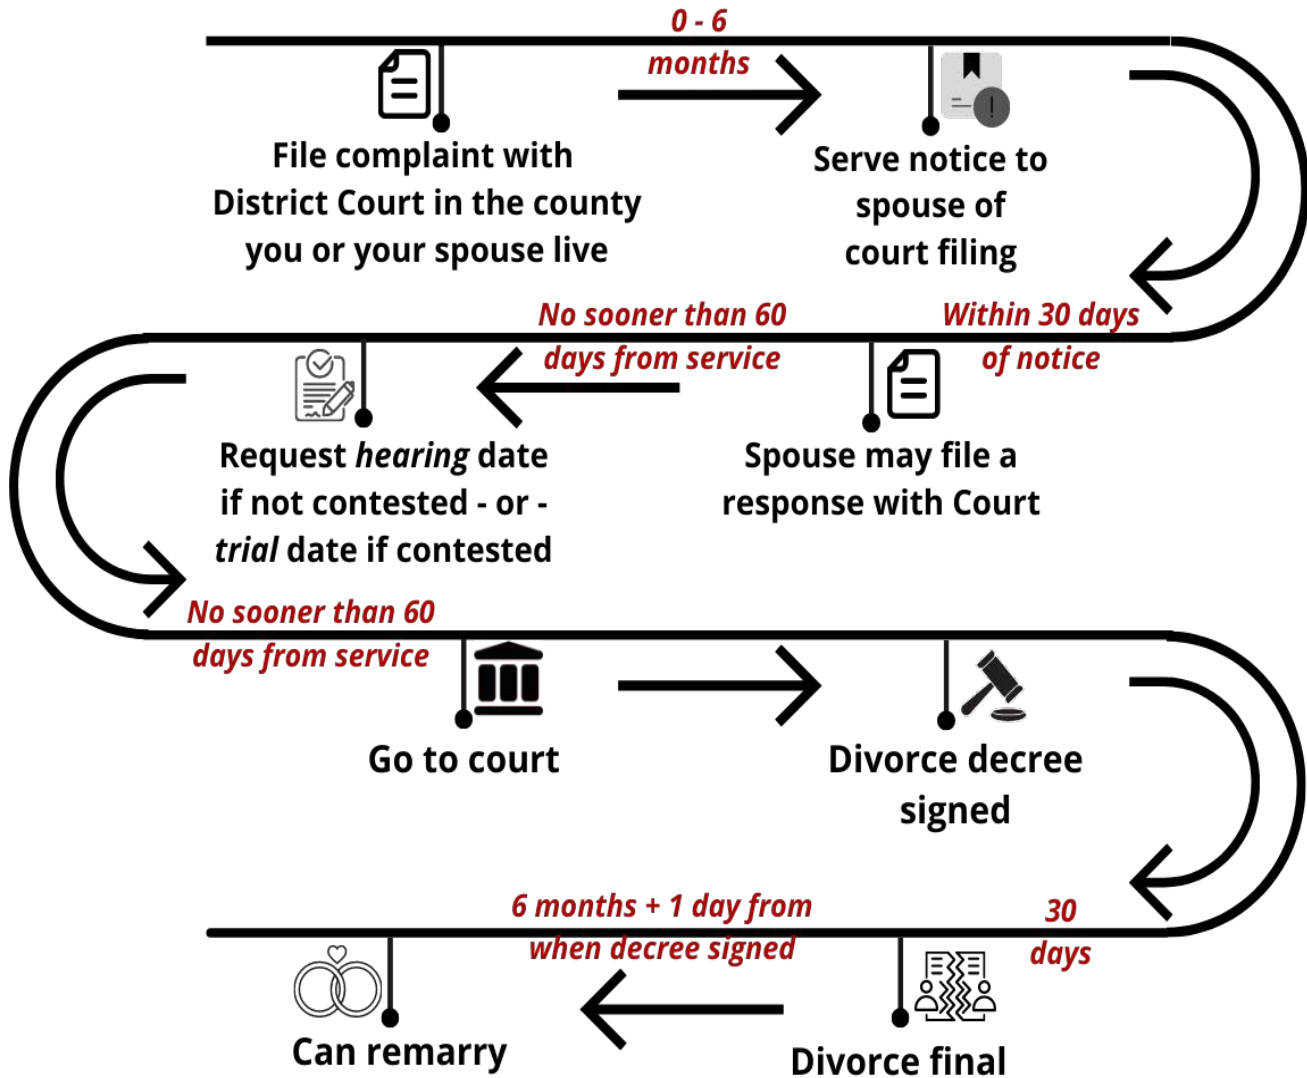 0 - 6
months
File complaint with
District Court in the county
you or your spouse live
Serve notice to
spouse of
court filing
Within 30 days
of notice
Spouse may file a
response with Court
No sooner than 60
days from service
Request hearing date
if not contested - or -
trial date if contested
No sooner than 60
days from service
Go to court
Divorce decree
signed
30
days
Divorce final
6 months + 1 day from
when decree signed
Can remarry